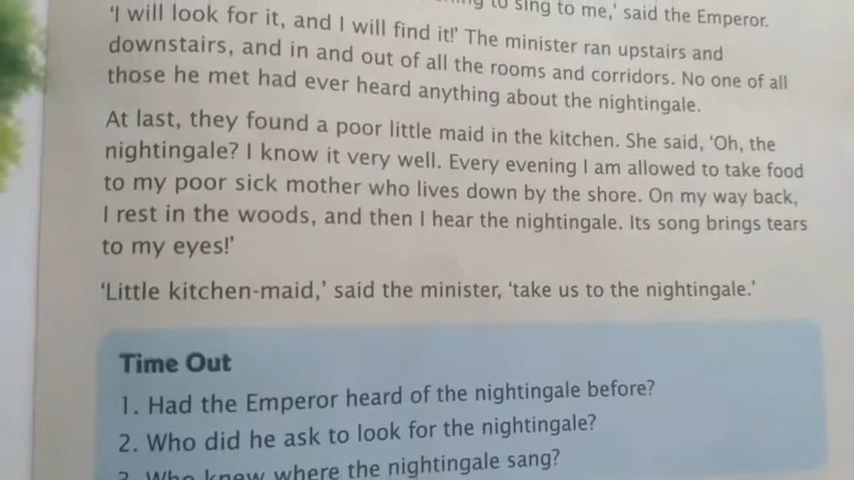 to sing to me,' said the Emperor.
'I will look for it, and I will find it!' The minister ran upstairs and
downstairs, and in and out of all the rooms and corridors. No one of all
those he met had ever heard anything about the nightingale.
At last, they found a poor little maid in the kitchen. She said, 'Oh, the
nightingale? I know it very well. Every evening I am allowed to take food
to my poor sick mother who lives down by the shore. On my way back,
I rest in the woods, and then I hear the nightingale. Its song brings tears
to my eyes!'
'Little kitchen-maid,' said the minister, 'take us to the nightingale.'
Time Out
1. Had the Emperor heard of the nightingale before?
2. Who did he ask to look for the nightingale?
3. Who knew where the nightingale sang?